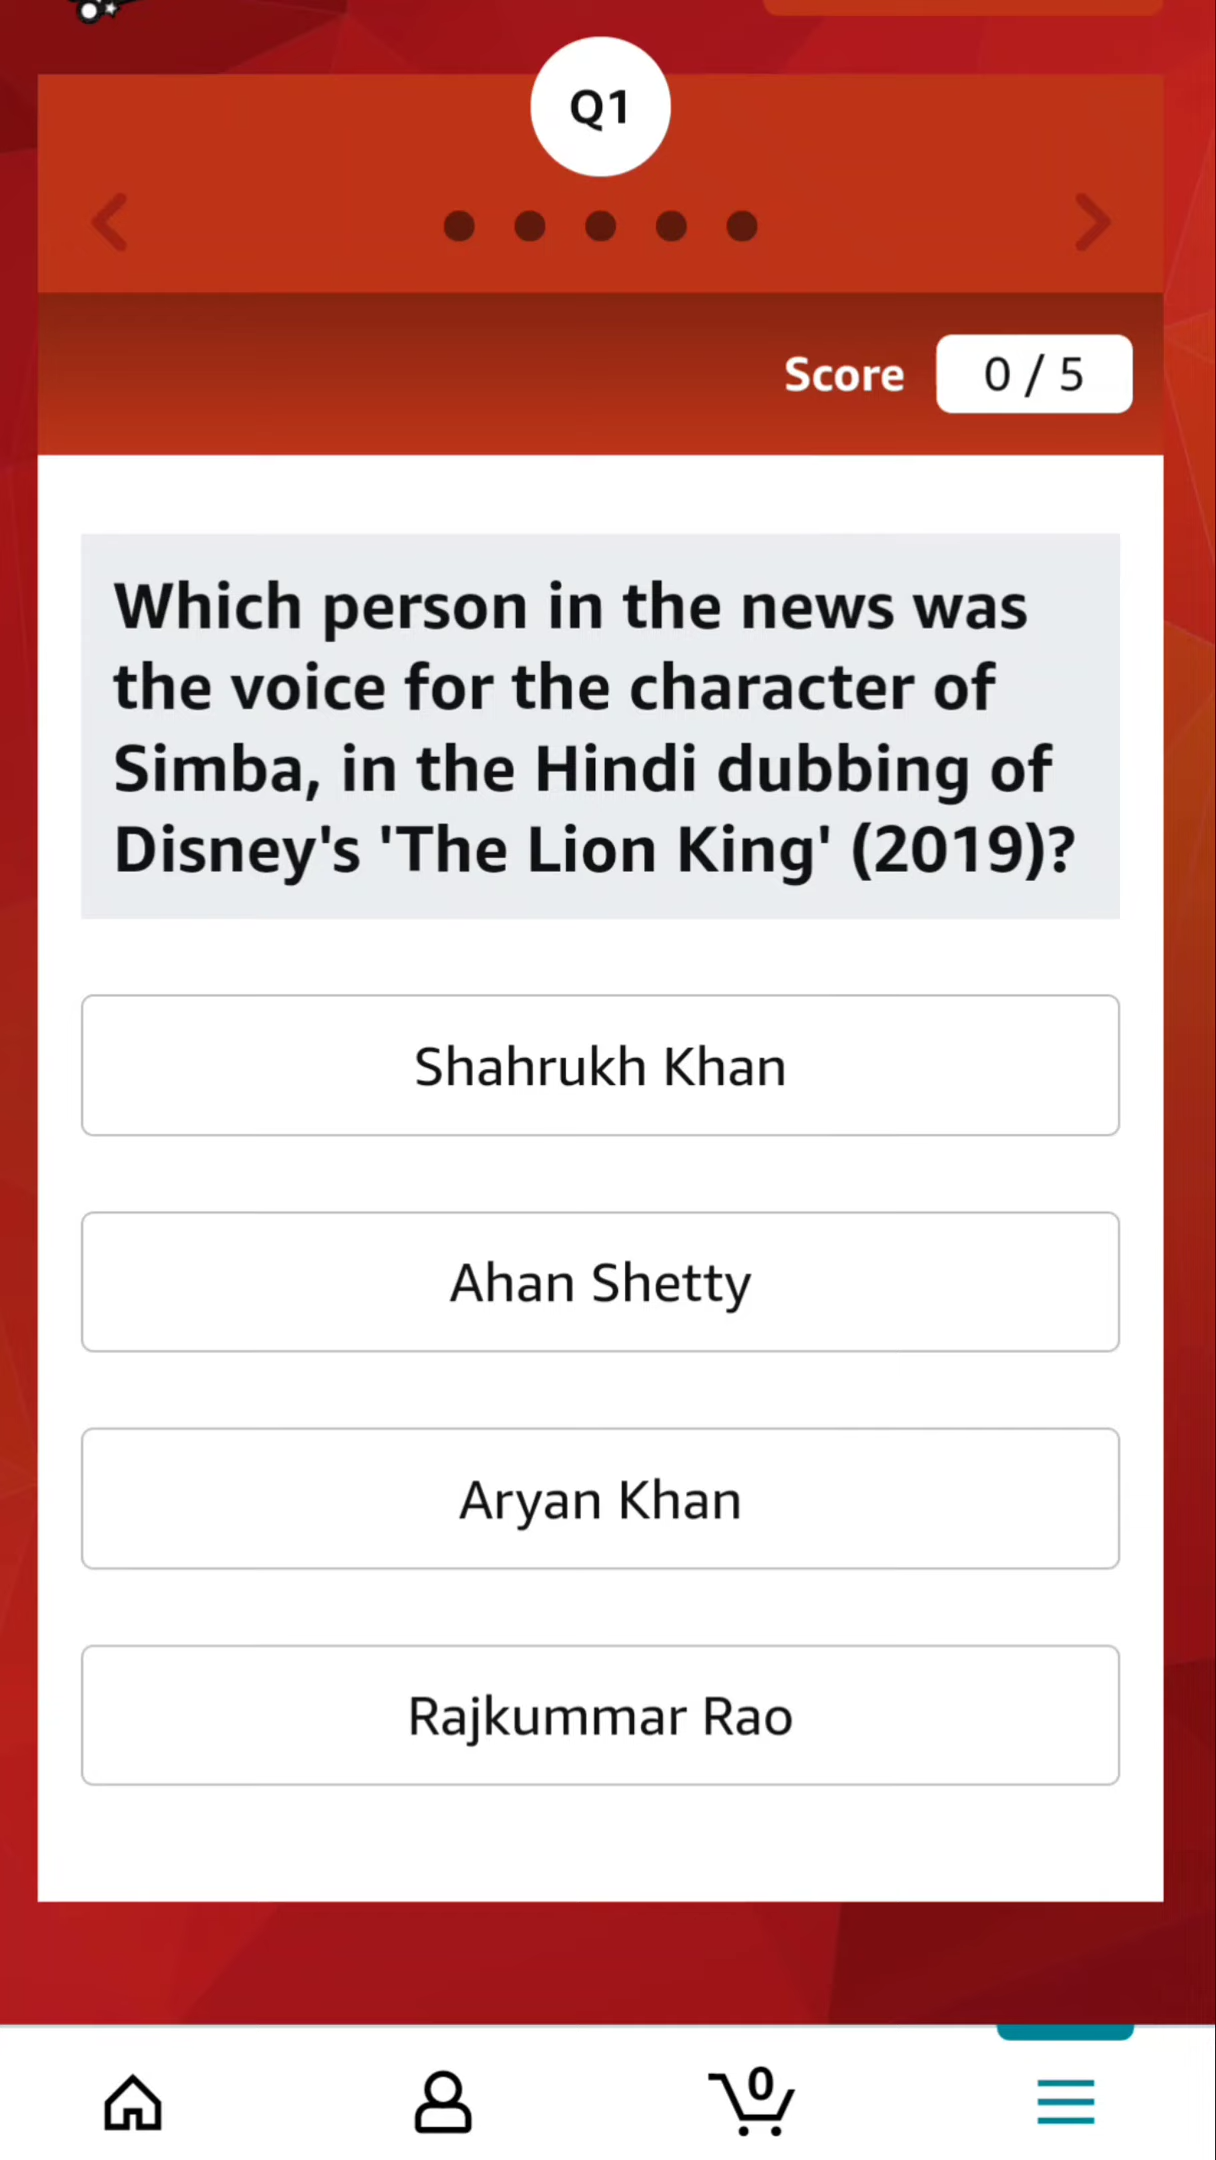 Q1
Score 0 / 5
Which person in the news was
the voice for the character of
Simba, in the Hindi dubbing of
Disney's 'The Lion King' (2019)?
Shahrukh Khan
Ahan Shetty
Aryan Khan
Rajkummar Rao
0